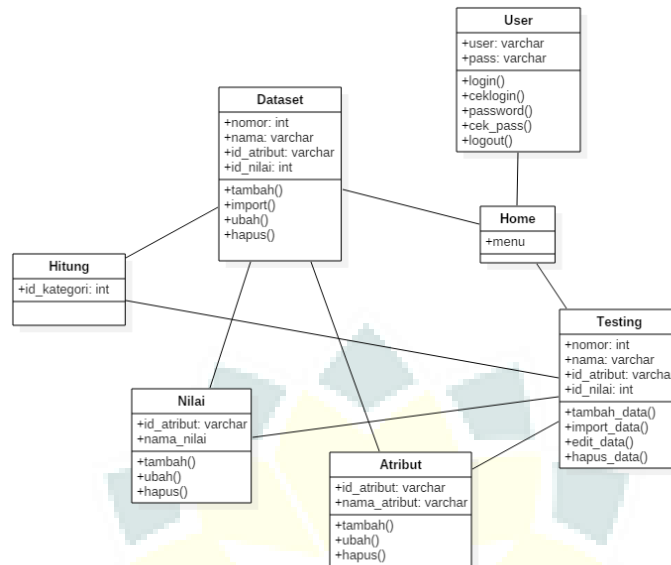 User
+user: varchar
+pass: varchar
+login()
+ceklogin()
+password()
+cek_pass()
+logout()
Dataset
+nomor: int
+nama: varchar
+id_atribut: varchar
+id_nilai: int
+tambah()
+import()
+ubah()
+hapus()
Home
+menu
Hitung
+id_kategori: int
Testing
+nomor: int
+nama: varchar
+id_atribut: varchar
+id_nilai: int
+tambah_data()
+import_data()
+edit_data()
+hapus_data()
Nilai
+id_atribut: varchar
+nama_nilai
+tambah()
+ubah()
+hapus()
Atribut
+id_atribut: varchar
+nama_atribut: varchar
+tambah()
+ubah()
+hapus()